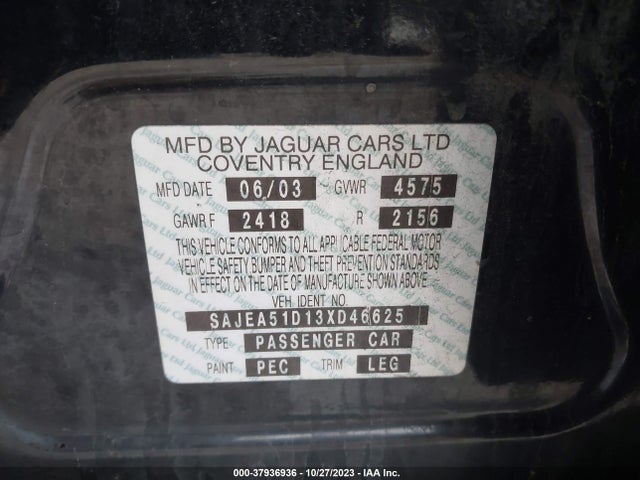 MFD BY JAGUAR CARS LTD
COVENTRY ENGLAND
MFD DATE 06/03 GVWR 4575
GAWR F 2418 R 2156
THIS VEHICLE CONFORMS TO ALL APPLICABLE FEDERAL MOTOR
VEHICLE SAFETY BUMPER AND THEFT PREVENTION STANDARDS
IN EFFECT ON THE DATE OF MANUFACTURE SHOWN ABOVE
VEH. IDENT NO.
SAJEA51D13XD46625
TYPE PASSENGER CAR
PAINT PEC TRIM LEG
000-37936936 - 10/27/2023 - IAA Inc.